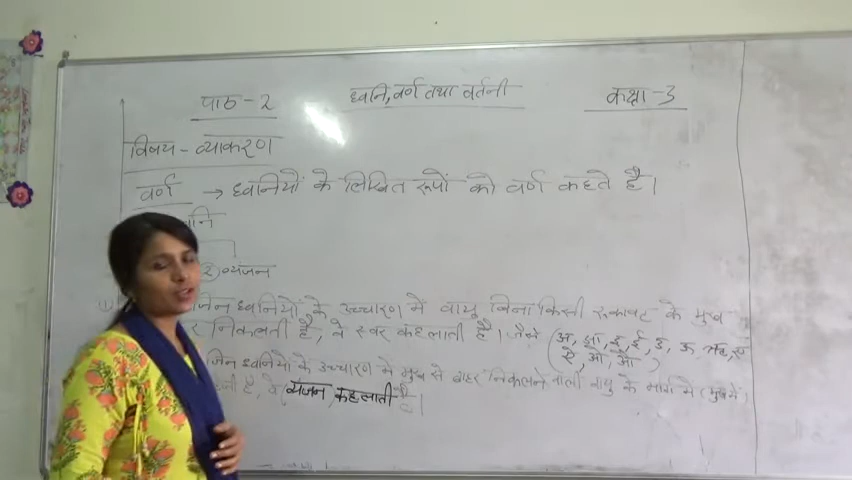 पाठ-2 ध्वनि, वर्ण तथा वर्तनी कक्षा-3
विषय - व्याकरण
वर्ण → ध्वनियों के लिखित रूपों को वर्ण कहते है।
② व्यंजन
① जिन ध्वनियों के उच्चारण में वायु बिना किसी रुकावट के मुख
निकलती हैं, वे स्वर कहलाती है। जैसे (अ, आ, इ, ई, उ, ऊ, ऋ, ए
ऐ, ओ, औ)
जिन ध्वनियों के उच्चारण में मुख से बाहर निकलने वाली वायु के मार्ग में (मुख में)
है, वे व्यंजन कहलाती है।